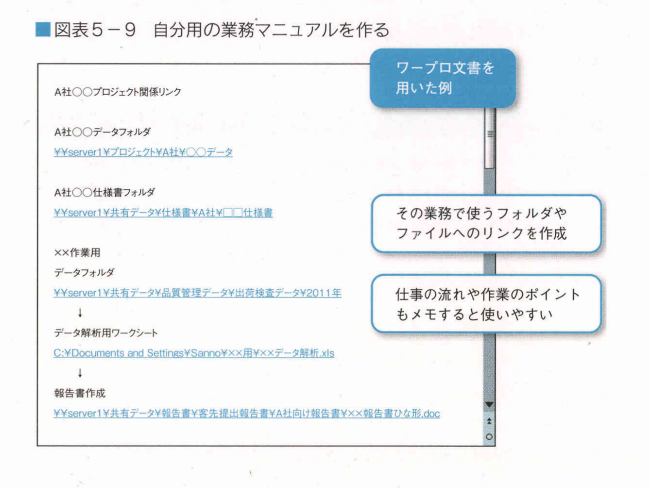 ■図表5－9 自分用の業務マニュアルを作る
ワープロ文書を
用いた例
A社○○プロジェクト関係リンク
A社○○データフォルダ
¥¥server1¥プロジェクト¥A社¥○○データ
A社○○仕様書フォルダ
¥¥server1¥共有データ¥仕様書¥A社¥□□仕様書
その業務で使うフォルダや
ファイルへのリンクを作成
××作業用
データフォルダ
¥¥server1¥共有データ¥品質管理データ¥出荷検査データ¥2011年
↓
仕事の流れや作業のポイント
もメモすると使いやすい
データ解析用ワークシート
C:¥Documents and Settings¥Sanno¥××用¥××データ解析.xls
↓
報告書作成
¥¥server1¥共有データ¥報告書¥客先提出報告書¥A社向け報告書¥××報告書ひな形.doc